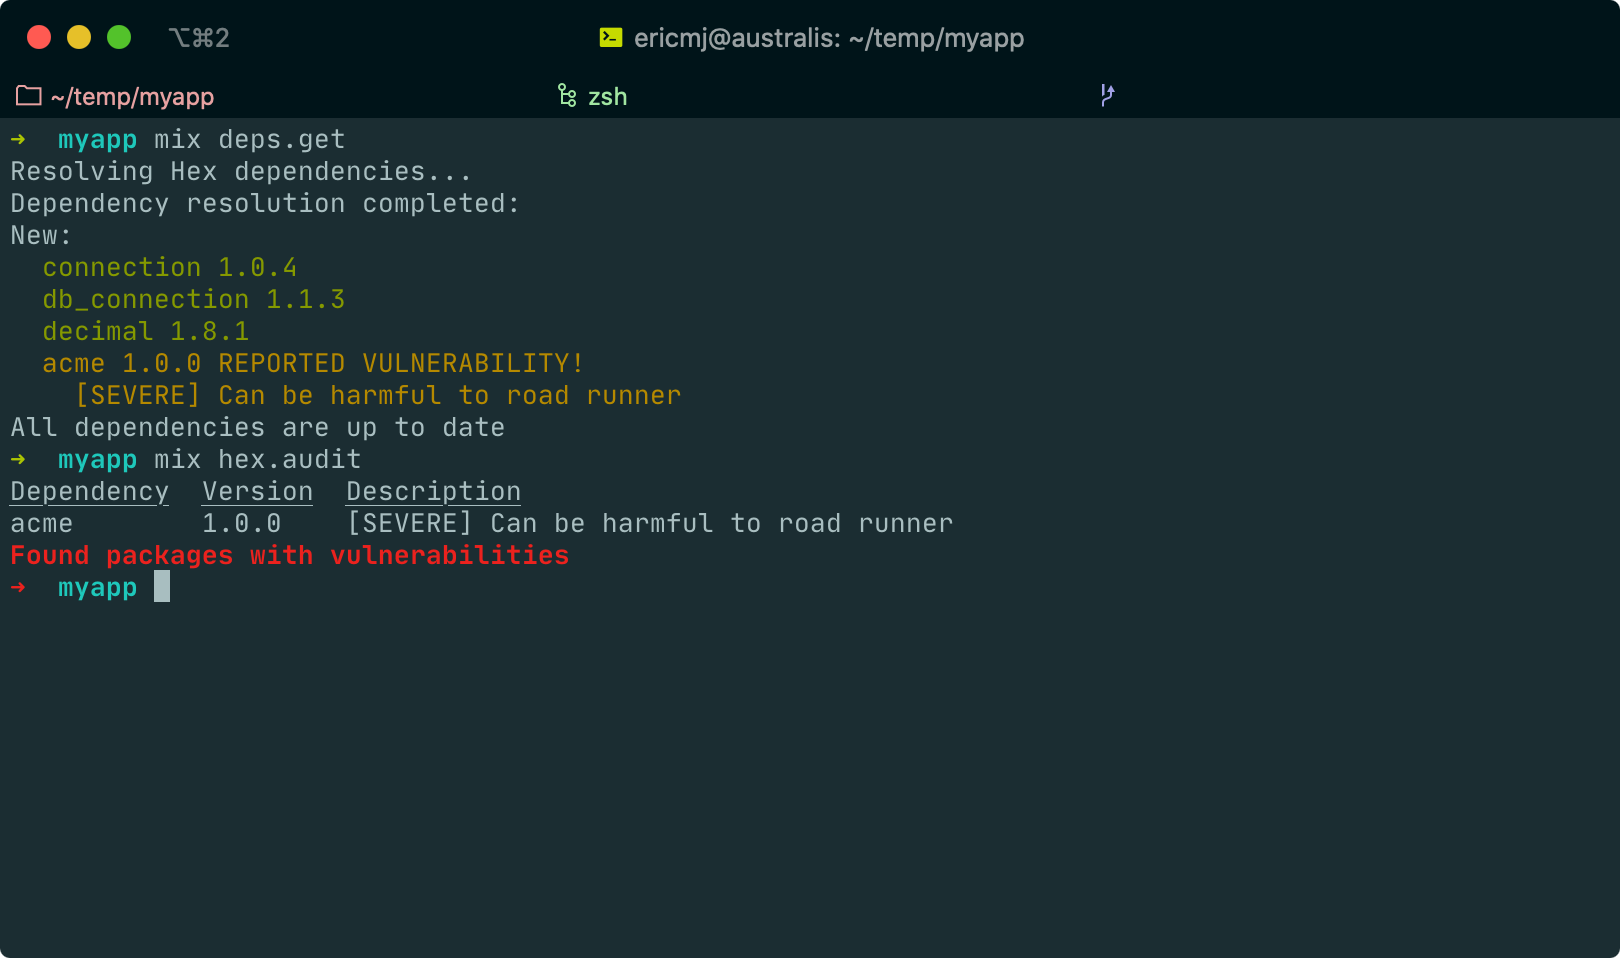 ⌥⌘2
ericmj@australis: ~/temp/myapp
~/temp/myapp
zsh
→ myapp mix deps.get
Resolving Hex dependencies...
Dependency resolution completed:
New:
connection 1.0.4
db_connection 1.1.3
decimal 1.8.1
acme 1.0.0 REPORTED VULNERABILITY!
[SEVERE] Can be harmful to road runner
All dependencies are up to date
→ myapp mix hex.audit
Dependency Version Description
acme 1.0.0 [SEVERE] Can be harmful to road runner
Found packages with vulnerabilities
→ myapp